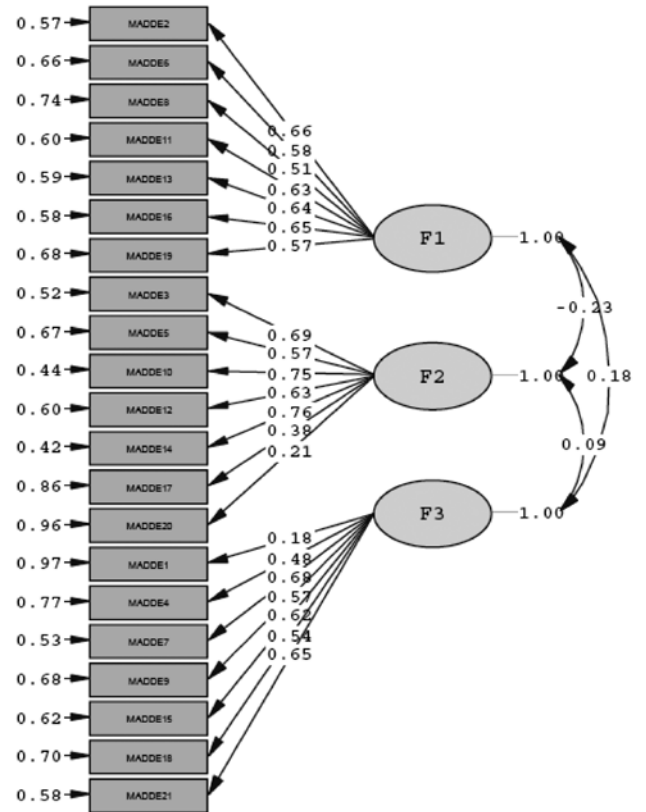 0.57 MADDE2
0.66 MADDE6
0.74 MADDE8
0.60 MADDE11
0.59 MADDE13
0.58 MADDE16
0.68 MADDE19
0.52 MADDE3
0.67 MADDE5
0.44 MADDE10
0.60 MADDE12
0.42 MADDE14
0.86 MADDE17
0.96 MADDE20
0.97 MADDE1
0.77 MADDE4
0.53 MADDE7
0.68 MADDE9
0.62 MADDE15
0.70 MADDE18
0.58 MADDE21
0.66
0.58
0.51
0.63
0.64
0.65
0.57
0.69
0.57
0.75
0.63
0.76
0.38
0.21
0.18
0.48
0.68
0.57
0.62
0.54
0.65
F1 1.00
F2 1.00
F3 1.00
-0.23
0.18
0.09